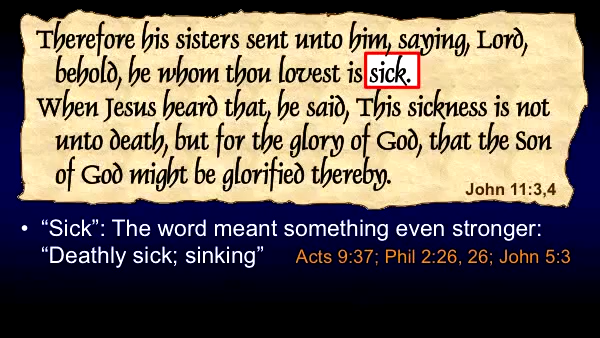 Therefore his sisters sent unto him, saying, Lord,
behold, he whom thou lovest is sick.
When Jesus heard that, he said, This sickness is not
unto death, but for the glory of God, that the Son
of God might be glorified thereby.
John 11:3,4
• “Sick”: The word meant something even stronger:
“Deathly sick; sinking” Acts 9:37; Phil 2:26, 26; John 5:3